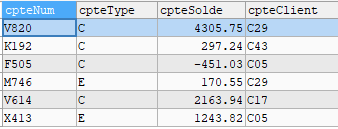 cpteNum cpteType cpteSolde cpteClient
V820 C 4305.75 C29
K192 C 297.24 C43
F505 C -451.03 C05
M746 E 170.55 C29
V614 C 2163.94 C17
X413 E 1243.82 C05